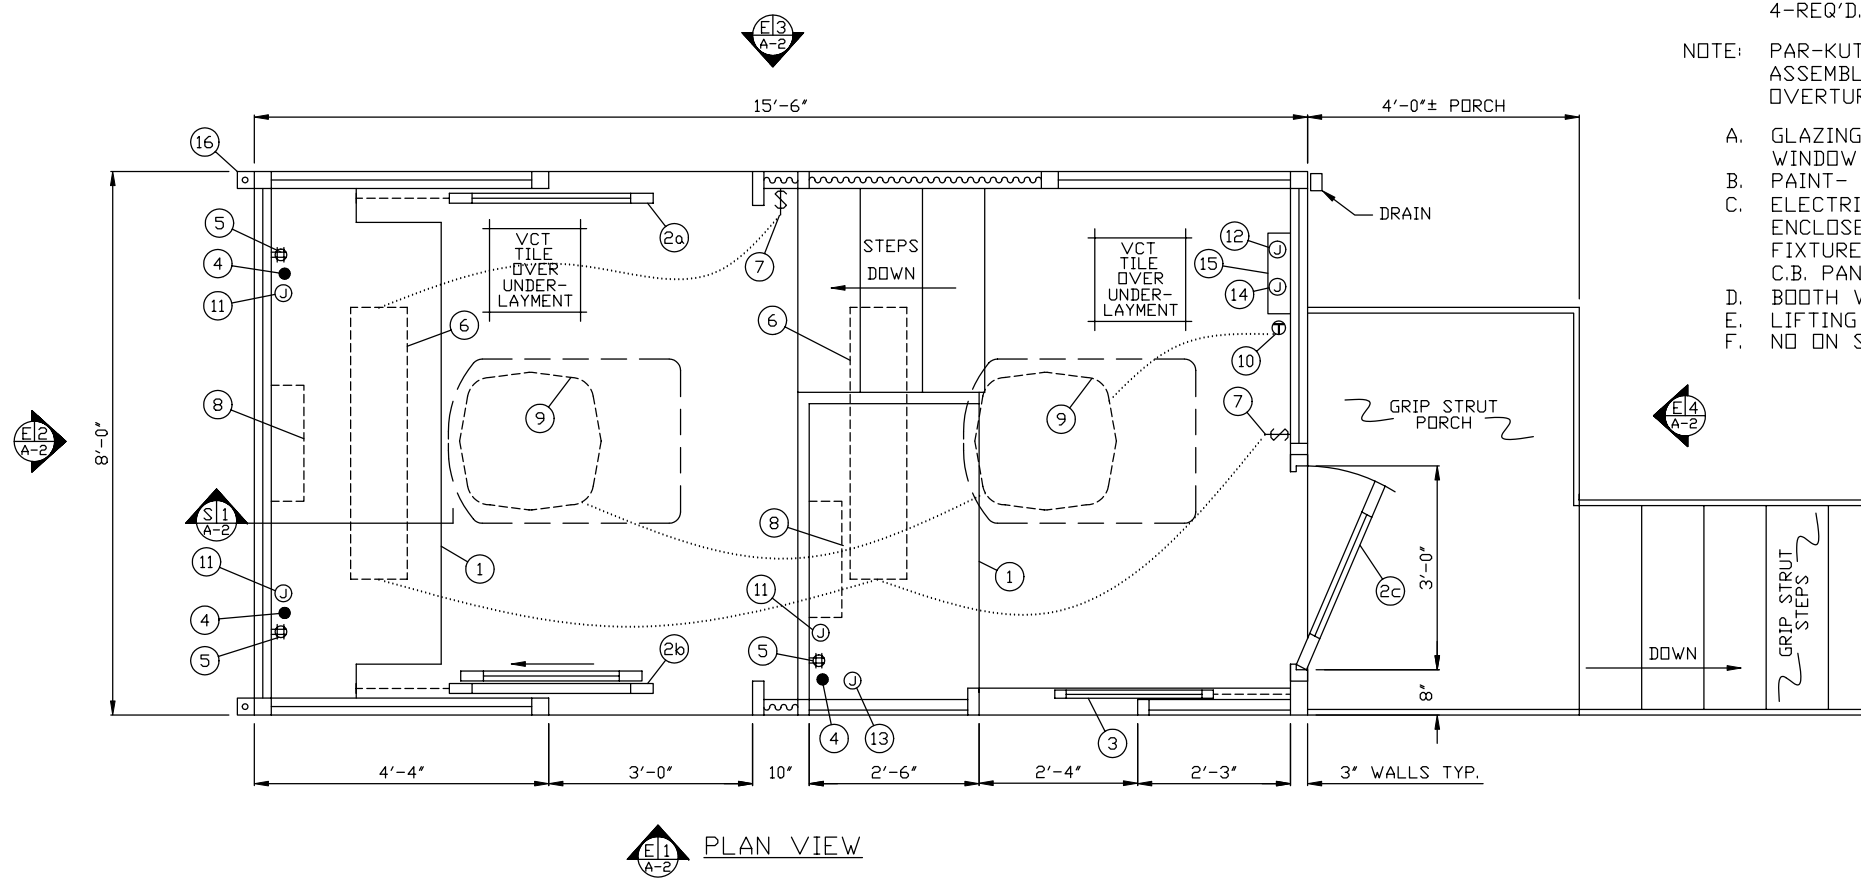 E 3
A-2
4-REQ'D.
NOTE: PAR-KUT
ASSEMBL
OVERTUR
A. GLAZING
WINDOW
B. PAINT-
C. ELECTRI
ENCLOSE
FIXTURE
C.B. PAN
D. BOOTH
E. LIFTING
F. NO ON S
15'-6"
4'-0"± PORCH
16
5
4
11
2a
7
12
15
14
10
DRAIN
VCT
TILE
OVER
UNDER-
LAYMENT
STEPS
DOWN
VCT
TILE
OVER
UNDER-
LAYMENT
J
J
J
T
6
6
8
9
9
7
GRIP STRUT
PORCH
E 2
A-2
8'-0"
E 4
A-2
S 1
A-2
8
1
1
11
4
5
J
11
5
J
J
4
13
2b
3
2c
3'-0"
8"
DOWN
GRIP STRUT
STEPS
4'-4"
3'-0"
10"
2'-6"
2'-4"
2'-3"
3" WALLS TYP.
E 1
A-2
PLAN VIEW